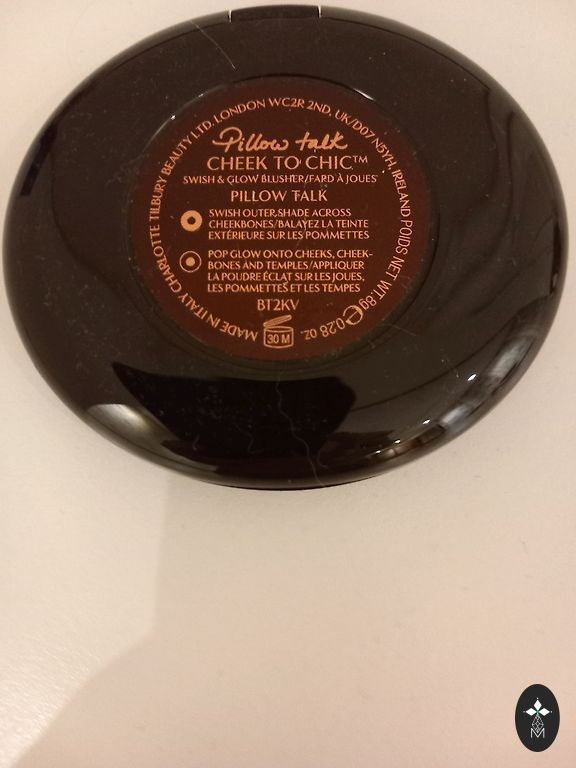 MADE IN ITALY CHARLOTTE TILBURY BEAUTY LTD. LONDON WC2R 2ND, UK/D07 N5YH, IRELAND POIDS NET WT. 8g ℮ 0.28 OZ.
Pillow talk
CHEEK TO CHIC™
SWISH & GLOW BLUSHER/FARD À JOUES
PILLOW TALK
SWISH OUTER SHADE ACROSS
CHEEKBONES/BALAYEZ LA TEINTE
EXTÉRIEURE SUR LES POMMETTES
POP GLOW ONTO CHEEKS, CHEEK-
BONES AND TEMPLES/APPLIQUER
LA POUDRE ÉCLAT SUR LES JOUES,
LES POMMETTES ET LES TEMPES
BT2KV
30 M
M